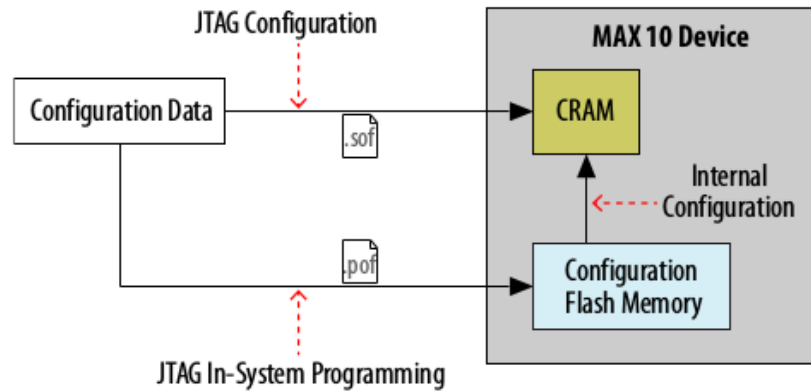 JTAG Configuration
MAX 10 Device
Configuration Data
CRAM
.sof
Internal
Configuration
.pof
Configuration
Flash Memory
JTAG In-System Programming